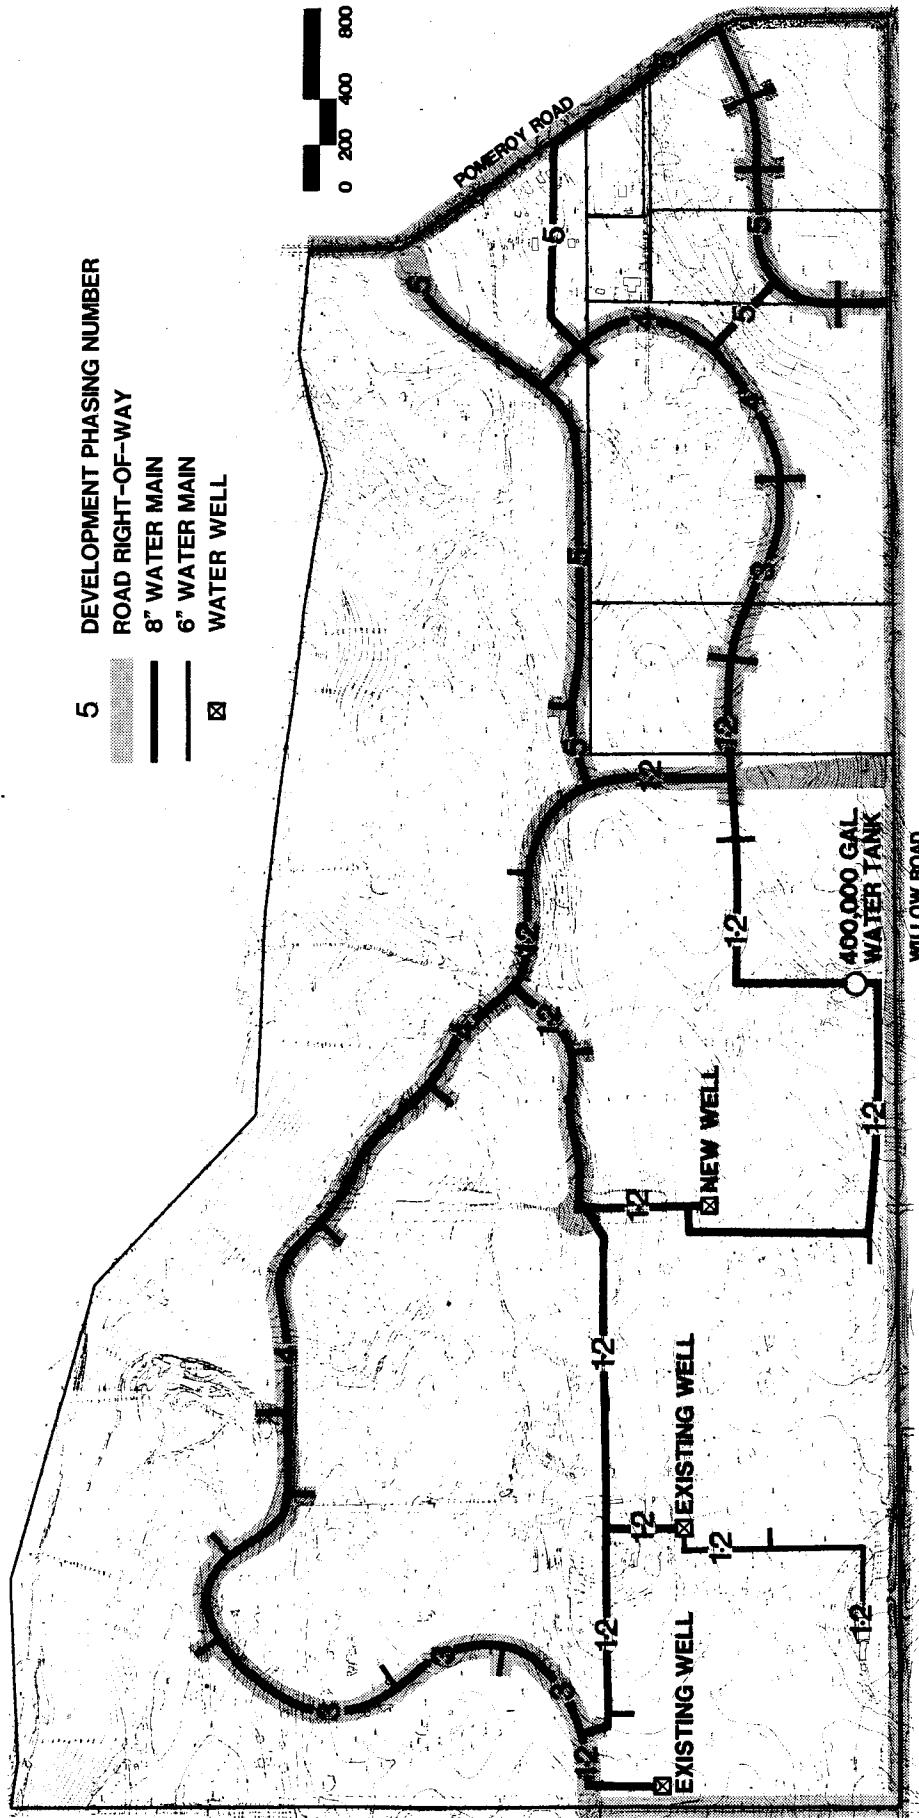 0 200 400 800
5 DEVELOPMENT PHASING NUMBER
ROAD RIGHT-OF-WAY
8" WATER MAIN
6" WATER MAIN
WATER WELL
POMEROY ROAD
5
5
5
5
5
4
4
5
5
3
5
1-2
1-2
1-2
1-2
400,000 GAL.
WATER TANK
WILLOW ROAD
1-2
1-2
1-2
NEW WELL
1-2
4
1-2
EXISTING WELL
1-2
1-2
1-2
1-2
3
3
EXISTING WELL
1-2